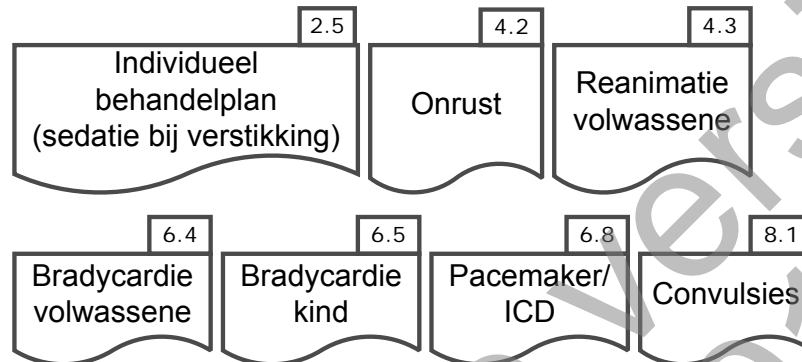 2.5
Individueel
behandelplan
(sedatie bij verstikking)
4.2
Onrust
4.3
Reanimatie
volwassene
6.4
Bradycardie
volwassene
6.5
Bradycardie
kind
6.8
Pacemaker/
ICD
8.1
Convulsies